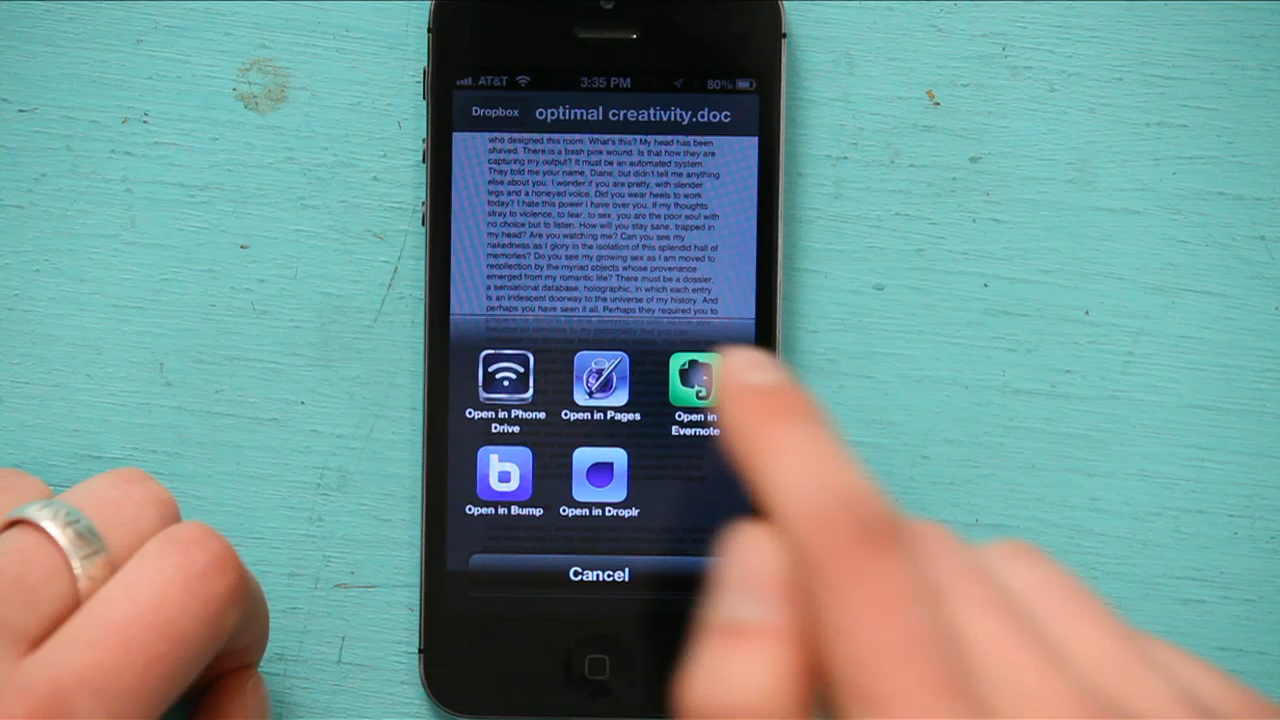 AT&T 3:35 PM 80%
Dropbox optimal creativity.doc
who designed this room. What's this? My head has been
shaved. There is a fresh pink wound. Is that how they are
capturing my output? It must be an automated system.
They told me your name, Diane, but didn't tell me anything
else about you. I wonder if you are pretty, with slender
legs and a honeyed voice. Did you wear heels to work
today? I hate this power I have over you. If my thoughts
stray to violence, to fear, to sex, you are the poor soul with
no choice but to listen. How will you stay sane, trapped in
my head? Are you watching me? Can you see my
nakedness as I glory in the isolation of this splendid hall of
memories? Do you see my growing sex as I am moved to
recollection by the myriad objects whose provenance
emerged from my romantic life? There must be a dossier,
a sensational database, holographic, in which each entry
is an iridescent doorway to the universe of my history. And
perhaps you have seen it all. Perhaps they required you to
Open in Phone
Drive
Open in Pages
Open in
Evernote
b
Open in Bump
Open in Droplr
Cancel